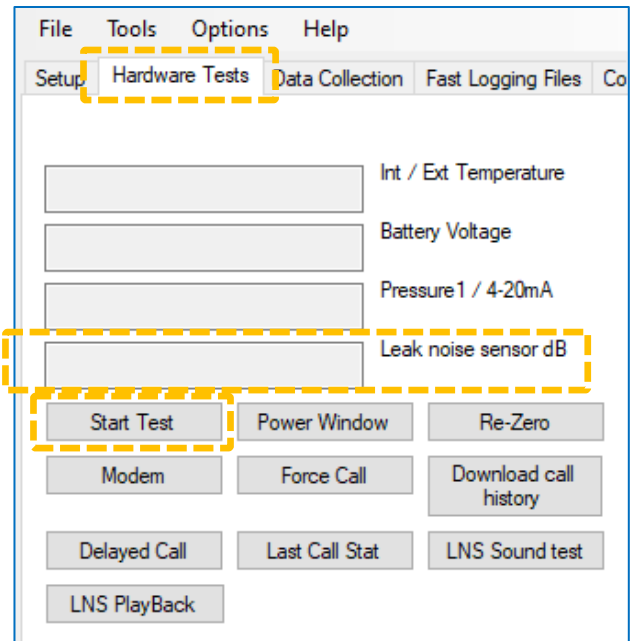 File Tools Options Help
Setup Hardware Tests Data Collection Fast Logging Files Co
Int / Ext Temperature
Battery Voltage
Pressure1 / 4-20mA
Leak noise sensor dB
Start Test Power Window Re-Zero
Modem Force Call Download call
history
Delayed Call Last Call Stat LNS Sound test
LNS PlayBack